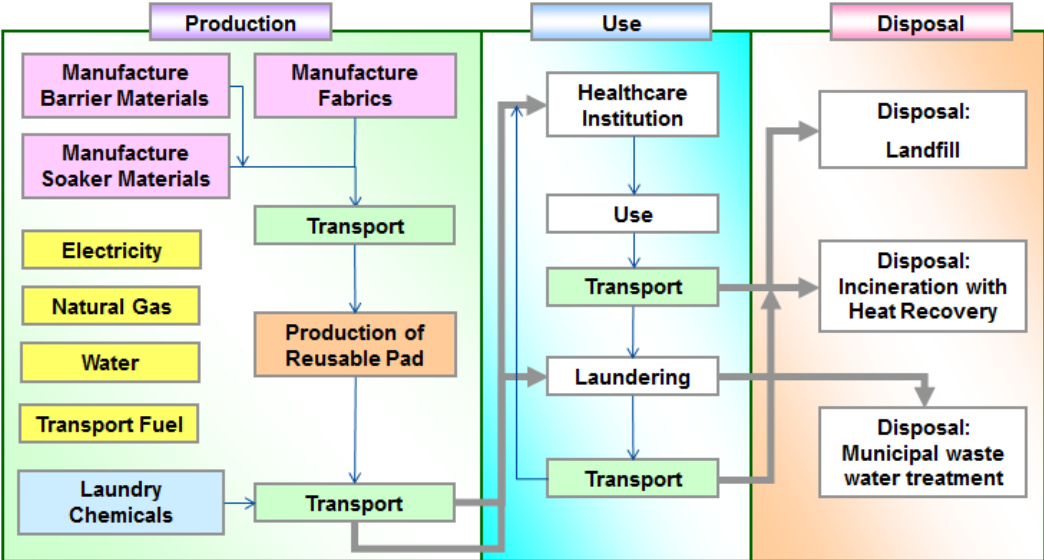 Production
Use
Disposal
Manufacture
Barrier Materials
Manufacture
Fabrics
Manufacture
Soaker Materials
Transport
Electricity
Natural Gas
Water
Transport Fuel
Production of
Reusable Pad
Laundry
Chemicals
Transport
Healthcare
Institution
Use
Transport
Laundering
Transport
Disposal:
Landfill
Disposal:
Incineration with
Heat Recovery
Disposal:
Municipal waste
water treatment